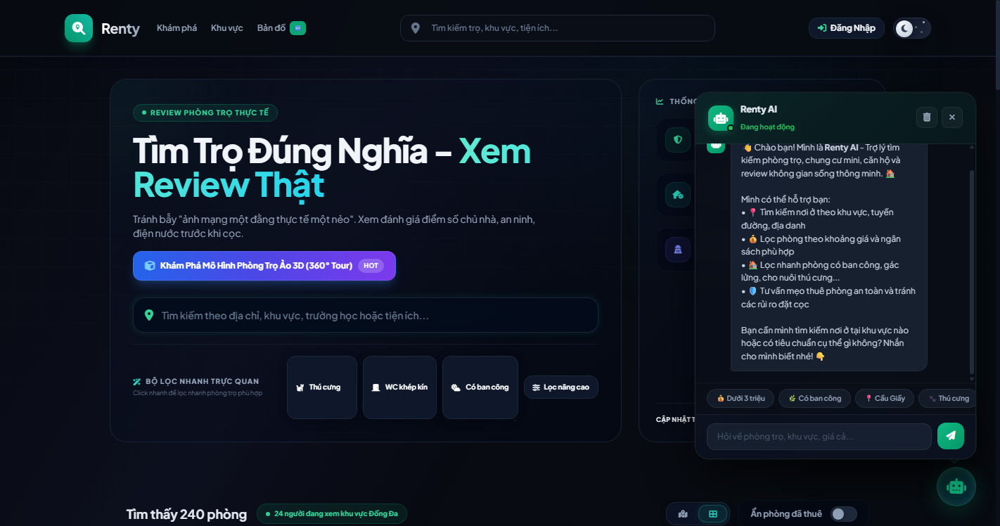 Renty
Khám phá
Khu vực
Bản đồ
Tìm kiếm trọ, khu vực, tiện ích...
Đăng Nhập
REVIEW PHÒNG TRỌ THỰC TẾ
Tìm Trọ Đúng Nghĩa – Xem
Review Thật
Tránh bẫy "ảnh mạng một đằng thực tế một nẻo". Xem đánh giá điểm số chủ nhà, an ninh,
điện nước trước khi cọc.
Khám Phá Mô Hình Phòng Trọ Ảo 3D (360° Tour) HOT
Tìm kiếm theo địa chỉ, khu vực, trường học hoặc tiện ích...
BỘ LỌC NHANH TRỰC QUAN
Click nhanh để lọc nhanh phòng trọ phù hợp
Thú cưng
WC khép kín
Có ban công
Lọc nâng cao
THỐNG
CẬP NHẬT
Renty AI
Đang hoạt động
👋 Chào bạn! Mình là Renty AI - Trợ lý tìm
kiếm phòng trọ, chung cư mini, căn hộ và
review không gian sống thông minh. 🏡
Mình có thể hỗ trợ bạn:
• 📍 Tìm kiếm nơi ở theo khu vực, tuyến
đường, địa danh
• 💰 Lọc phòng theo khoảng giá và ngân
sách phù hợp
• 🏡 Lọc nhanh phòng có ban công, gác
lửng, cho nuôi thú cưng...
• 🛡️ Tư vấn mẹo thuê phòng an toàn và tránh
các rủi ro đặt cọc
Bạn cần mình tìm kiếm nơi ở tại khu vực nào
hoặc có tiêu chuẩn cụ thể gì không? Nhắn
cho mình biết nhé! 👇
💰 Dưới 3 triệu
🌿 Có ban công
📍 Cầu Giấy
🐾 Thú cưng
Hỏi về phòng trọ, khu vực, giá cả...
Tìm thấy 240 phòng
24 người đang xem khu vực Đống Đa
Ẩn phòng đã thuê